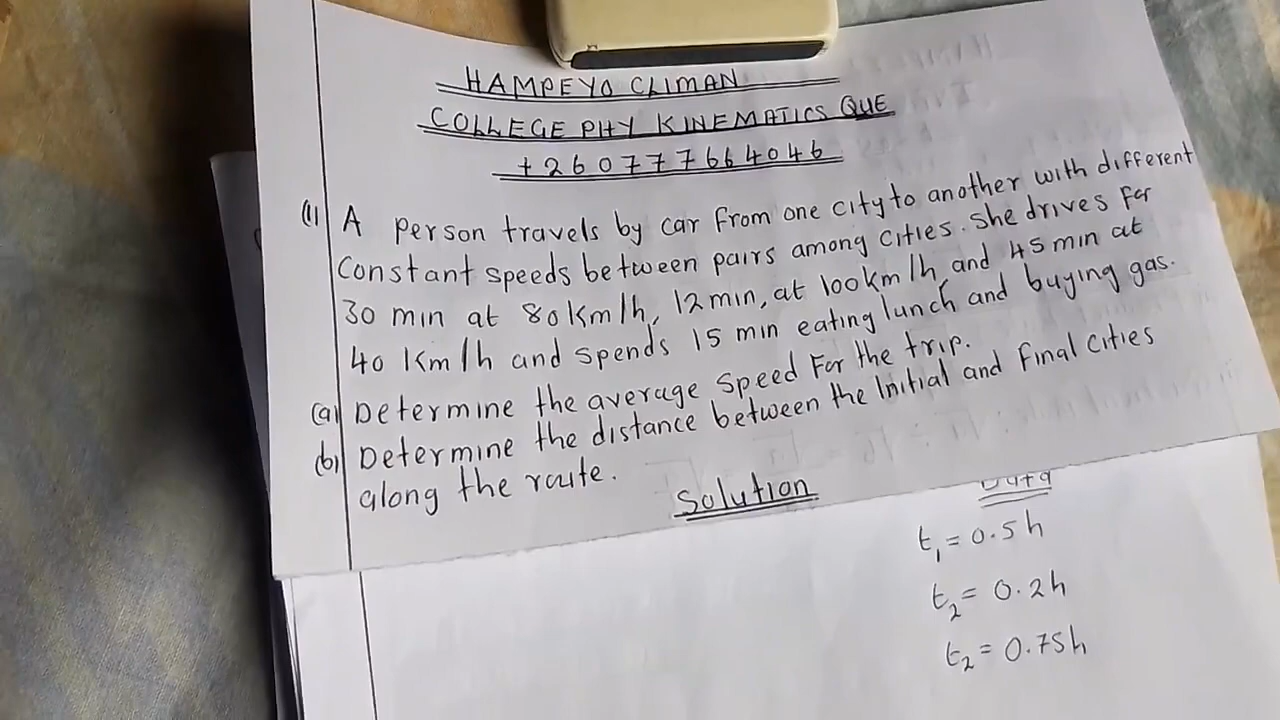 HAMPEYO CLIMAN
COLLEGE PHY KINEMATICS QUE
+260777664046
(1) A person travels by car from one city to another with different
constant speeds between pairs among cities. She drives for
30 min at 80km/h, 12min, at 100km/h, and 45min at
40 km/h and spends 15 min eating lunch and buying gas.
(a) Determine the average speed for the trip.
(b) Determine the distance between the Initial and final cities
along the route.
Solution
Data
t₁ = 0.5h
t₂ = 0.2h
t₂ = 0.75h